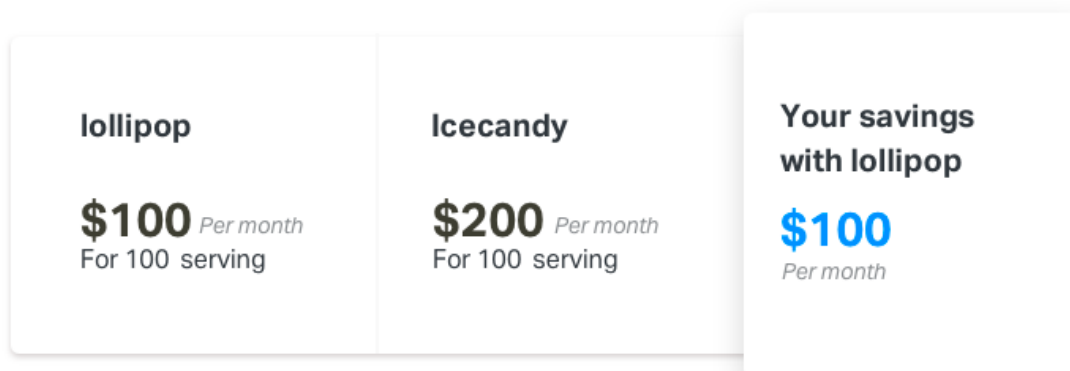 lollipop
$100 Per month
For 100 serving
Icecandy
$200 Per month
For 100 serving
Your savings
with lollipop
$100
Per month